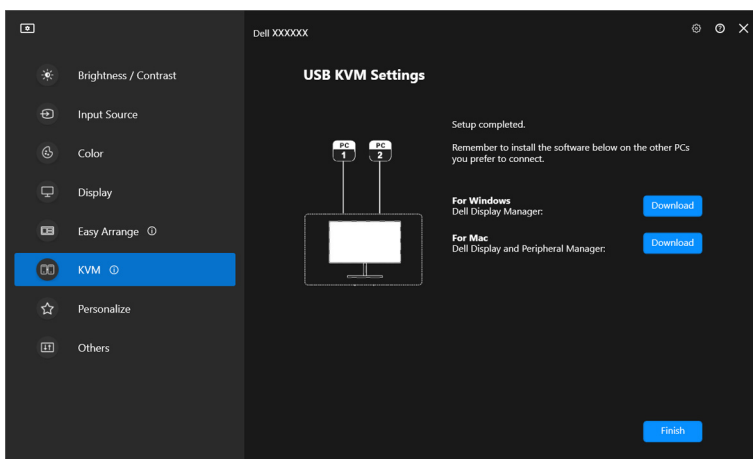 Dell XXXXXX
Brightness / Contrast
Input Source
Color
Display
Easy Arrange
KVM
Personalize
Others
USB KVM Settings
PC
1
PC
2
Setup completed.
Remember to install the software below on the other PCs
you prefer to connect.
For Windows
Dell Display Manager:
Download
For Mac
Dell Display and Peripheral Manager:
Download
Finish